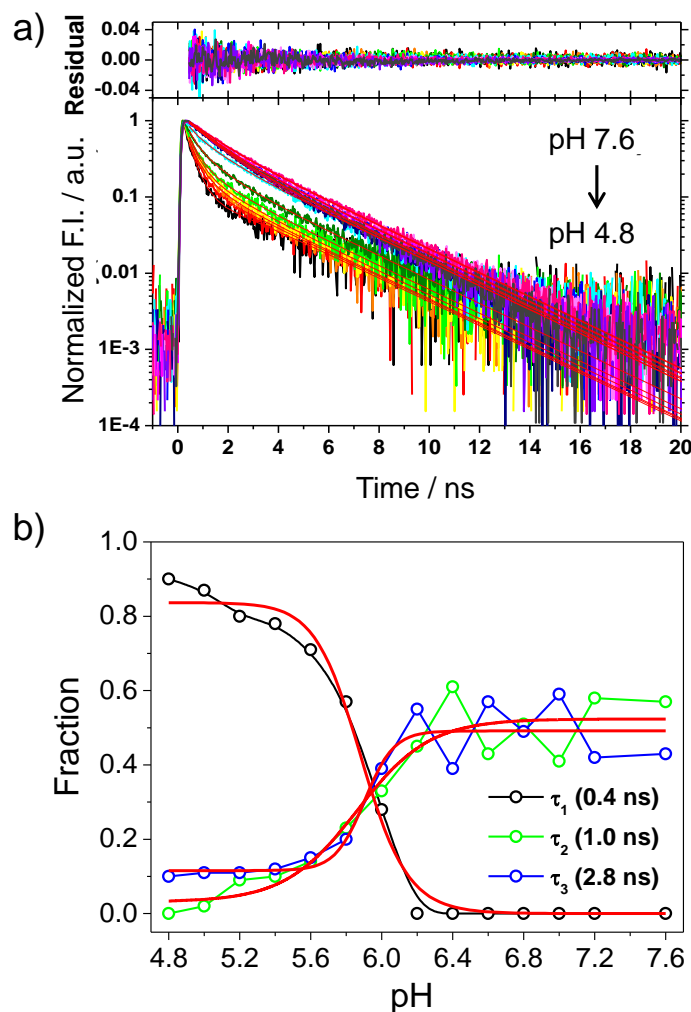 a)
Residual
0.04
0.00
-0.04
Normalized F.I. / a.u.
1
0.1
0.01
1E-3
1E-4
pH 7.6
pH 4.8
0 2 4 6 8 10 12 14 16 18 20
Time / ns
b)
Fraction
1.0
0.8
0.6
0.4
0.2
0.0
τ1 (0.4 ns)
τ2 (1.0 ns)
τ3 (2.8 ns)
4.8 5.2 5.6 6.0 6.4 6.8 7.2 7.6
pH